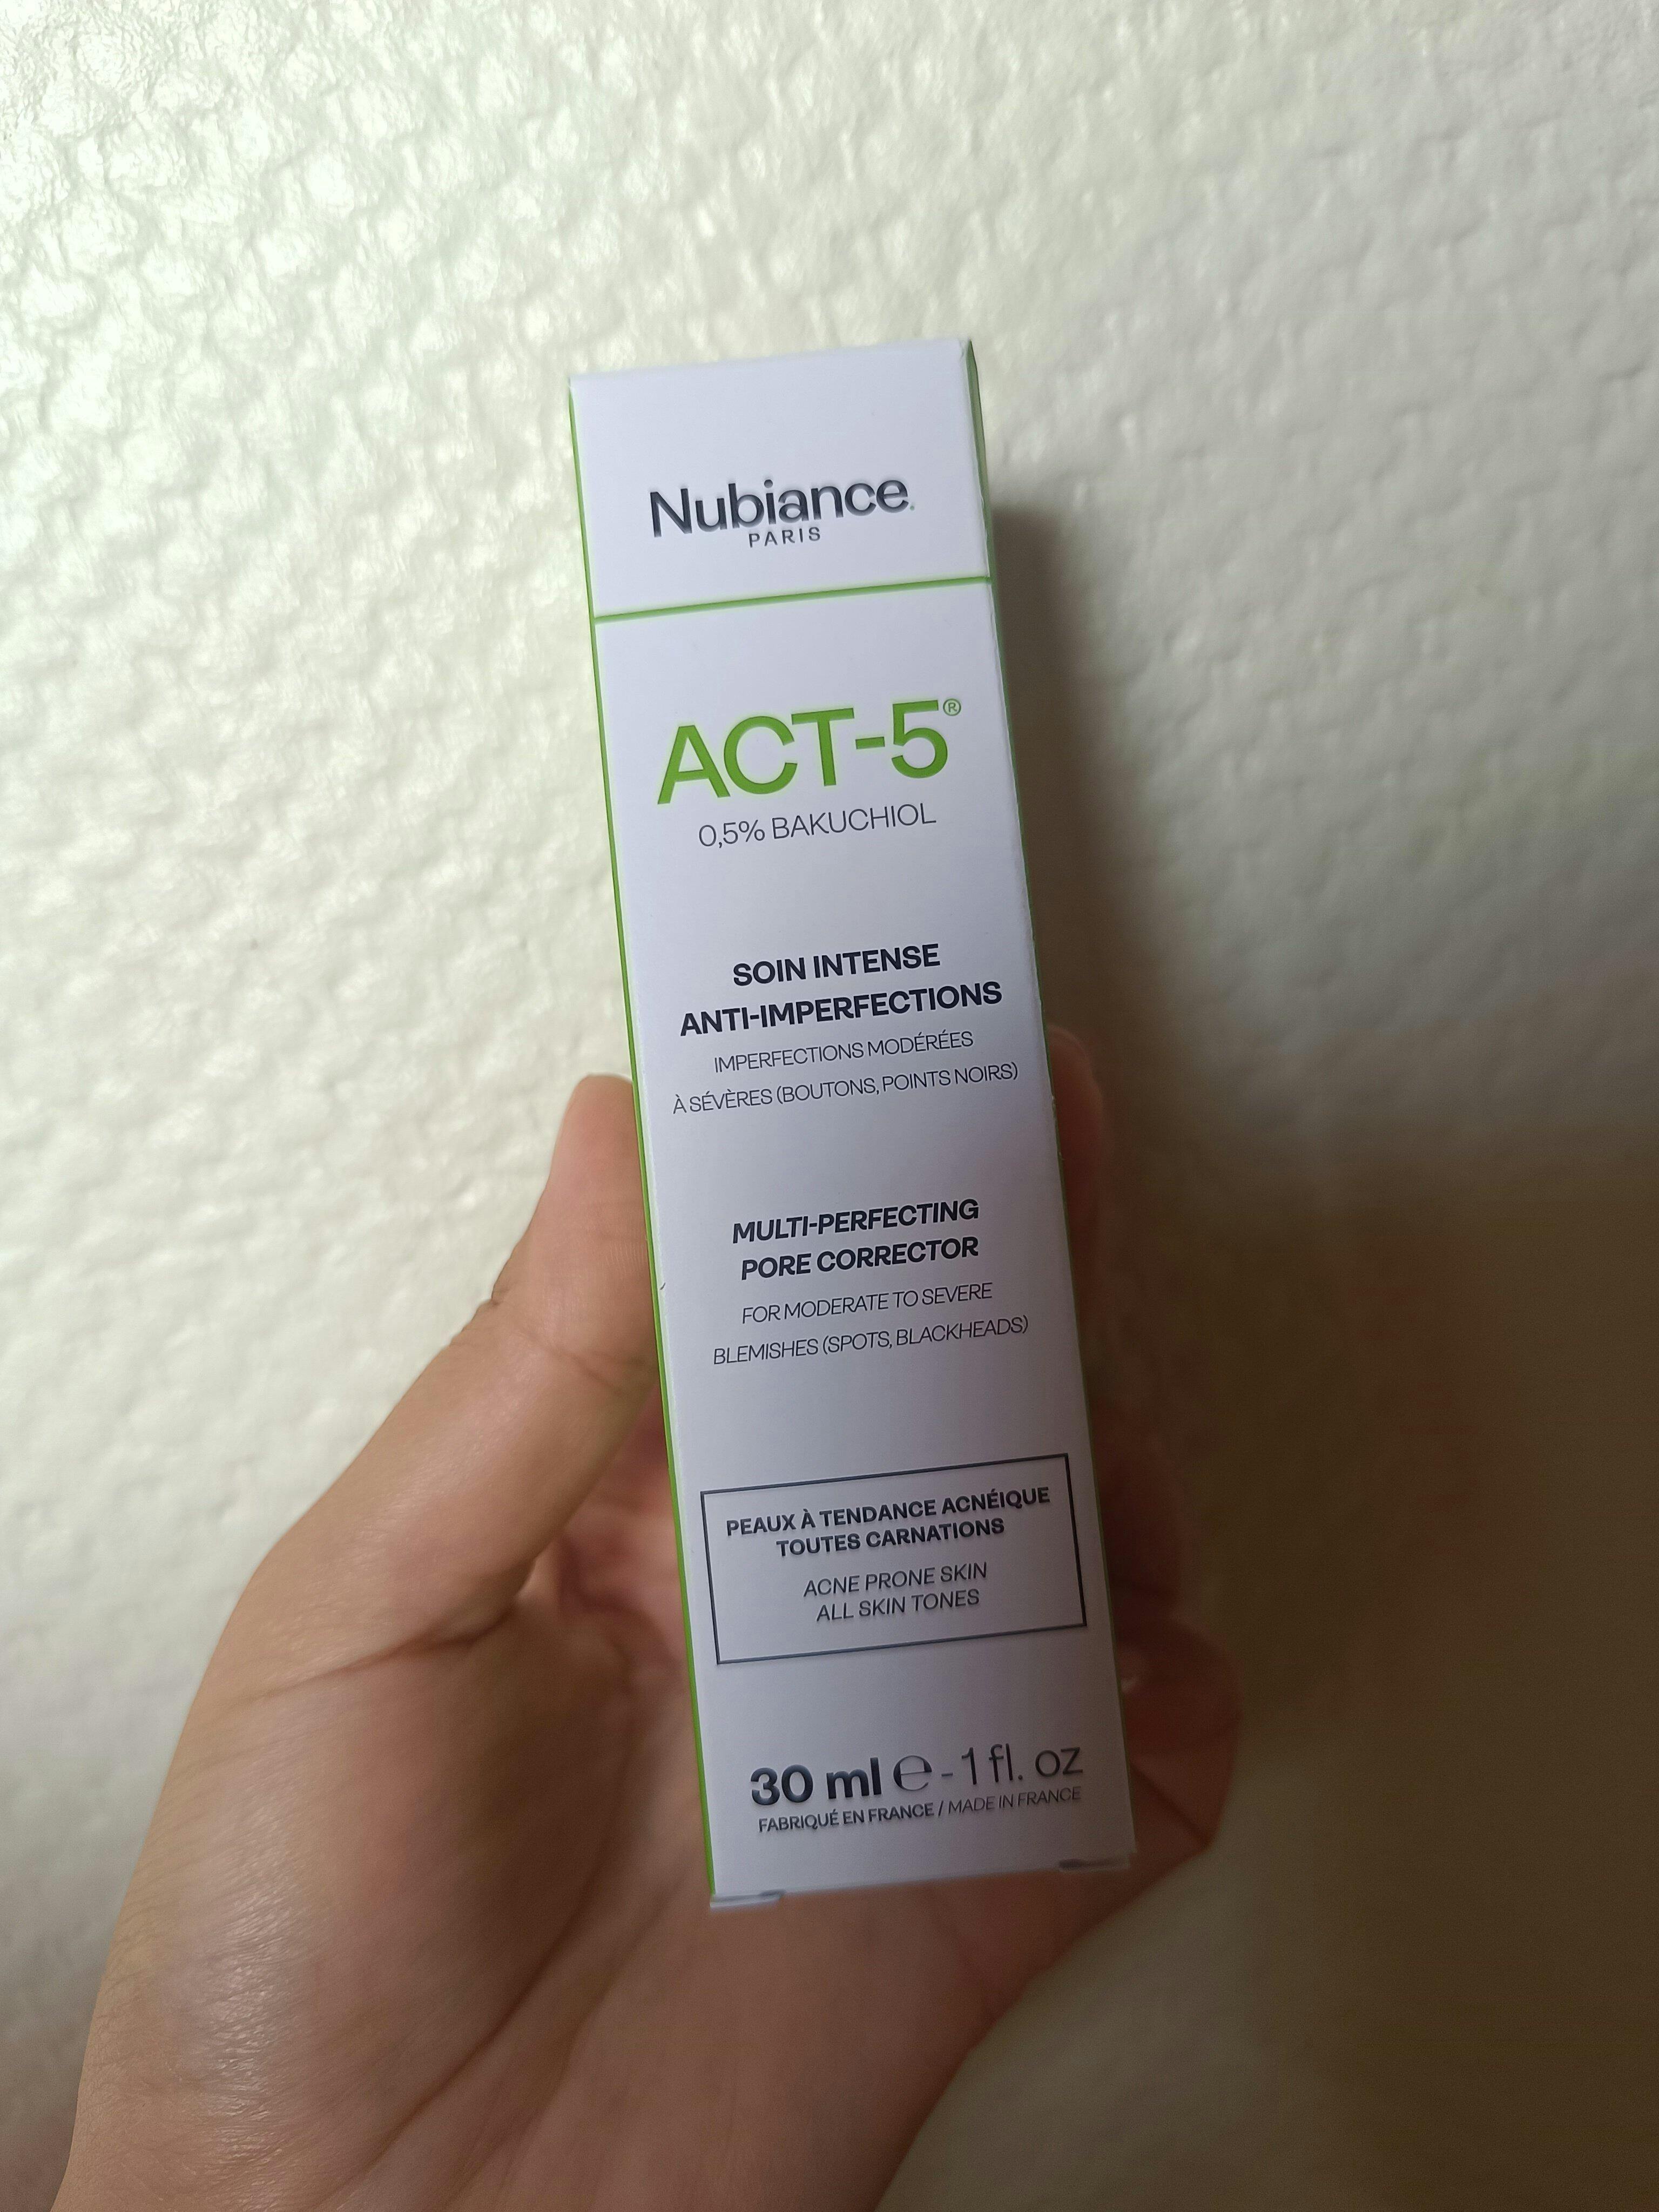 Nubiance
PARIS
ACT-5®
0,5% BAKUCHIOL
SOIN INTENSE
ANTI-IMPERFECTIONS
IMPERFECTIONS MODÉRÉES
À SÉVÈRES (BOUTONS, POINTS NOIRS)
MULTI-PERFECTING
PORE CORRECTOR
FOR MODERATE TO SEVERE
BLEMISHES (SPOTS, BLACKHEADS)
PEAUX À TENDANCE ACNÉIQUE
TOUTES CARNATIONS
ACNE PRONE SKIN
ALL SKIN TONES
30 ml ℮ - 1 fl. oz
FABRIQUÉ EN FRANCE / MADE IN FRANCE